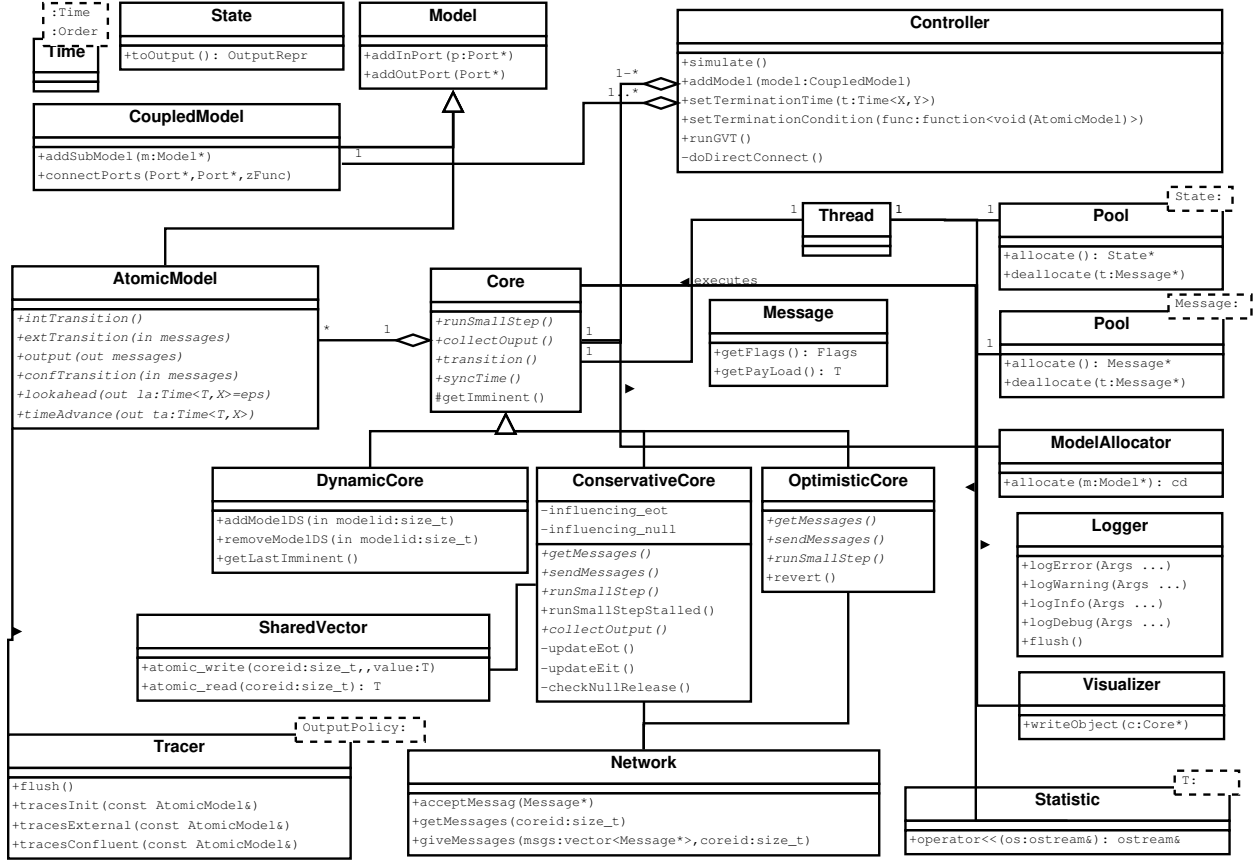 :Time
:Order
Time
State
+toOutput(): OutputRepr
Model
+addInPort(p:Port*)
+addOutPort(Port*)
Controller
+simulate()
+addModel(model:CoupledModel)
+setTerminationTime(t:Time<X,Y>)
+setTerminationCondition(func:function<void(AtomicModel)>)
+runGVT()
-doDirectConnect()
1-*
1..*
CoupledModel
+addSubModel(m:Model*)
+connectPorts(Port*,Port*,zFunc)
1
1
Thread
1
1
State:
Pool
+allocate(): State*
+deallocate(t:Message*)
AtomicModel
+intTransition()
+extTransition(in messages)
+output(out messages)
+confTransition(in messages)
+lookahead(out la:Time<T,X>=eps)
+timeAdvance(out ta:Time<T,X>)
*
1
Core
+runSmallStep()
+collectOuput()
+transition()
+syncTime()
#getImminent()
1
1
executes
Message
+getFlags(): Flags
+getPayLoad(): T
1
Message:
Pool
+allocate(): Message*
+deallocate(t:Message*)
ModelAllocator
+allocate(m:Model*): cd
DynamicCore
+addModelDS(in modelid:size_t)
+removeModelDS(in modelid:size_t)
+getLastImminent()
ConservativeCore
-influencing_eot
-influencing_null
+getMessages()
+sendMessages()
+runSmallStep()
+runSmallStepStalled()
+collectOutput()
-updateEot()
-updateEit()
-checkNullRelease()
OptimisticCore
+getMessages()
+sendMessages()
+runSmallStep()
+revert()
Logger
+logError(Args ...)
+logWarning(Args ...)
+logInfo(Args ...)
+logDebug(Args ...)
+flush()
SharedVector
+atomic_write(coreid:size_t,,value:T)
+atomic_read(coreid:size_t): T
Visualizer
+writeObject(c:Core*)
OutputPolicy:
Tracer
+flush()
+tracesInit(const AtomicModel&)
+tracesExternal(const AtomicModel&)
+tracesConfluent(const AtomicModel&)
Network
+acceptMessag(Message*)
+getMessages(coreid:size_t)
+giveMessages(msgs:vector<Message*>,coreid:size_t)
T:
Statistic
+operator<<(os:ostream&): ostream&